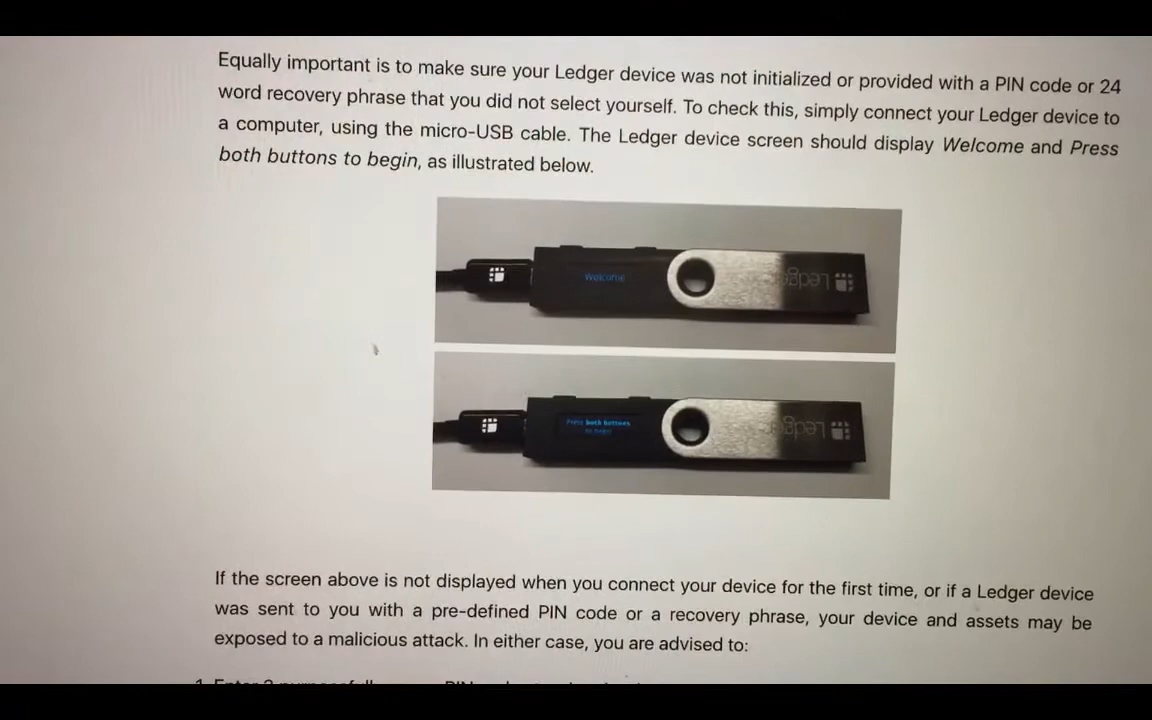 Equally important is to make sure your Ledger device was not initialized or provided with a PIN code or 24
word recovery phrase that you did not select yourself. To check this, simply connect your Ledger device to
a computer, using the micro-USB cable. The Ledger device screen should display Welcome and Press
both buttons to begin, as illustrated below.
Welcome
Ledger
Press both buttons
to begin
Ledger
If the screen above is not displayed when you connect your device for the first time, or if a Ledger device
was sent to you with a pre-defined PIN code or a recovery phrase, your device and assets may be
exposed to a malicious attack. In either case, you are advised to: